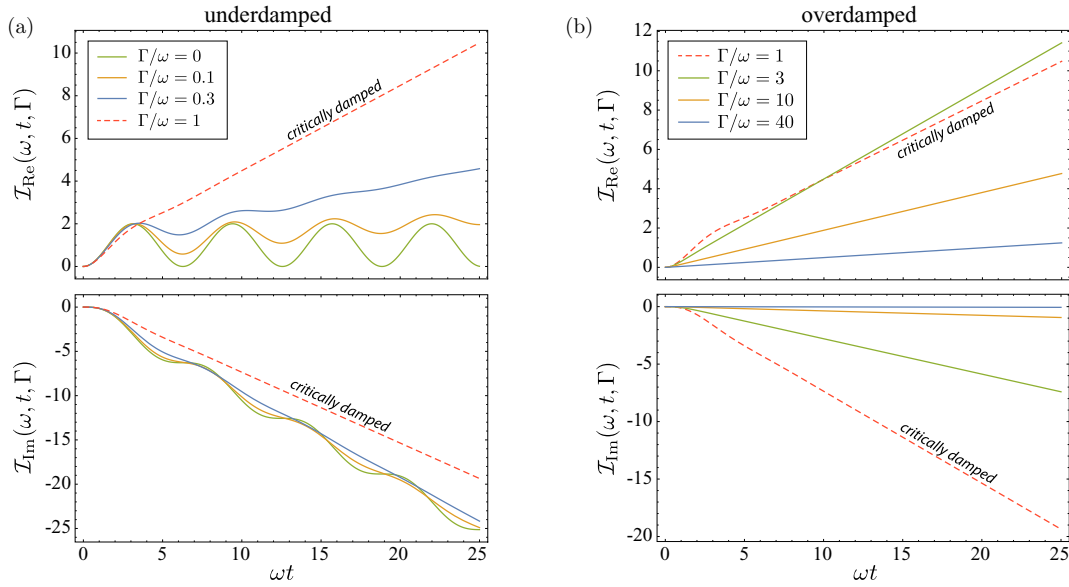 underdamped
(a)
10
8
6
4
2
0
Γ/ω = 0
Γ/ω = 0.1
Γ/ω = 0.3
Γ/ω = 1
critically damped
𝓘Re(ω, t, Γ)
0
-5
-10
-15
-20
-25
critically damped
𝓘Im(ω, t, Γ)
0 5 10 15 20 25
ωt
overdamped
(b)
12
10
8
6
4
2
0
Γ/ω = 1
Γ/ω = 3
Γ/ω = 10
Γ/ω = 40
critically damped
𝓘Re(ω, t, Γ)
0
-5
-10
-15
-20
critically damped
𝓘Im(ω, t, Γ)
0 5 10 15 20 25
ωt